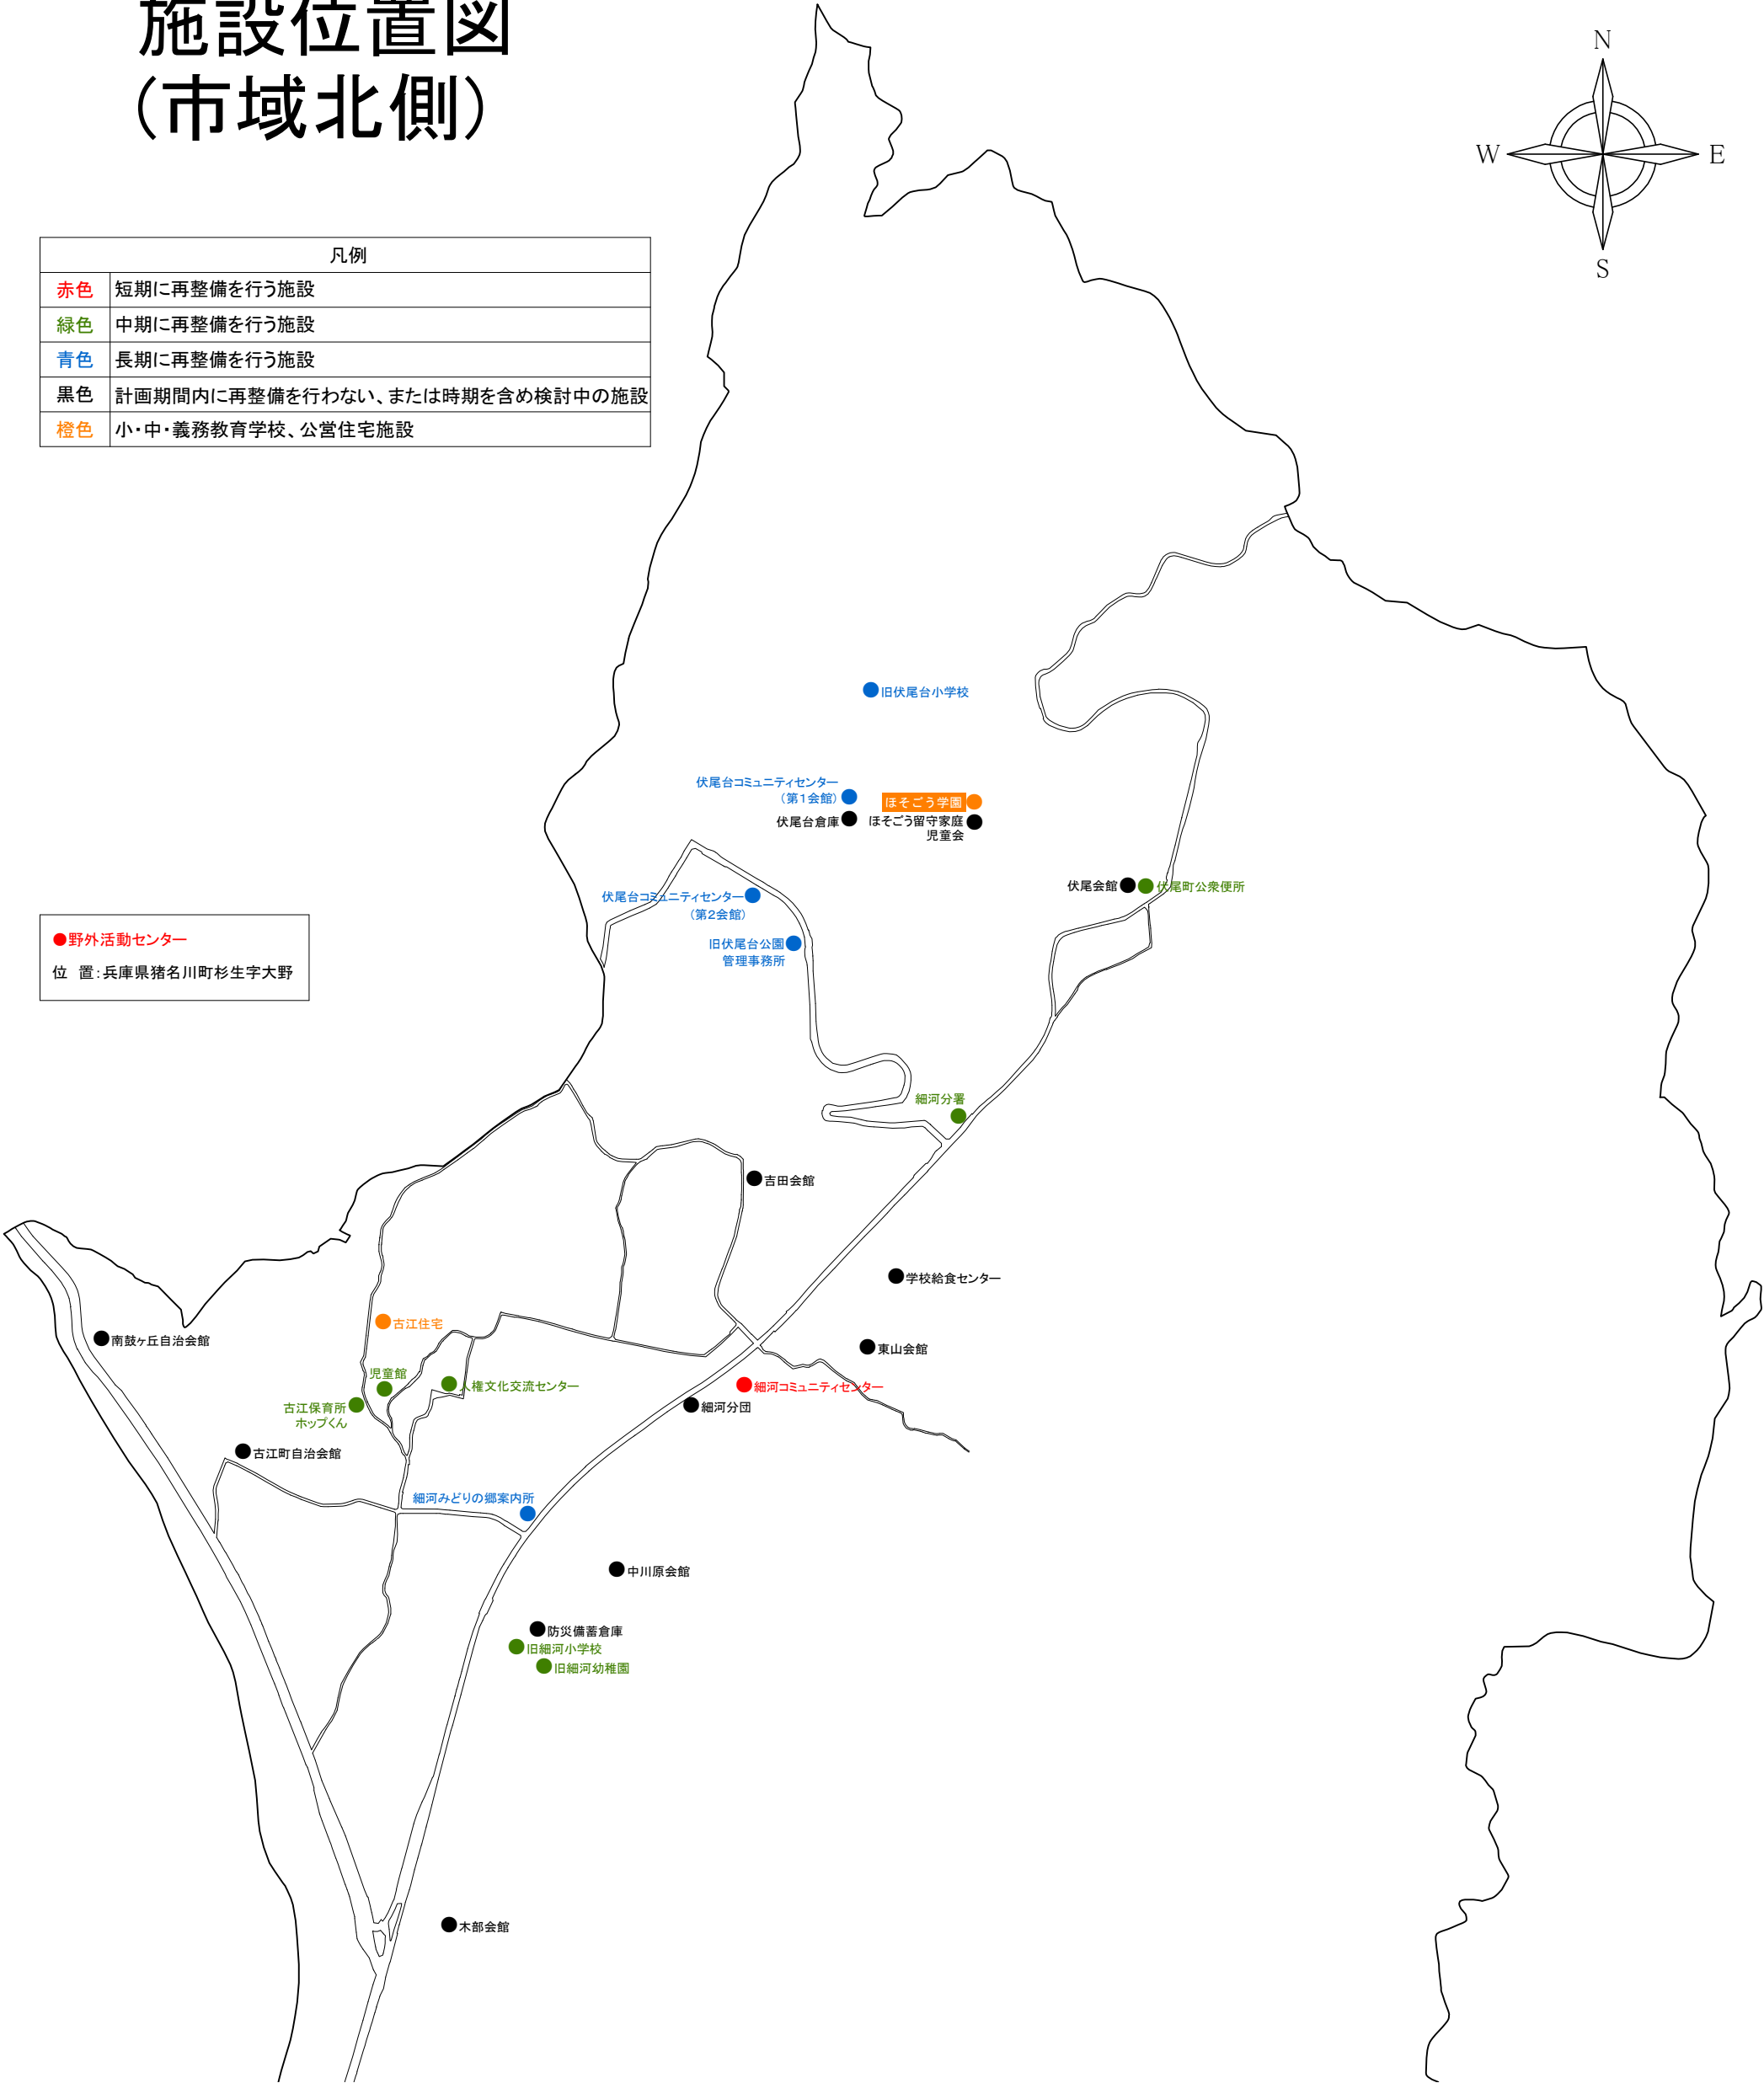 施設位置図
(市域北側)
N
W
E
S
凡例
赤色 短期に再整備を行う施設
緑色 中期に再整備を行う施設
青色 長期に再整備を行う施設
黒色 計画期間内に再整備を行わない、または時期を含め検討中の施設
橙色 小・中・義務教育学校、公営住宅施設
旧伏尾台小学校
伏尾台コミュニティセンター
(第1会館)
伏尾台倉庫
ほそごう学園
ほそごう留守家庭
児童会
伏尾会館
伏尾町公衆便所
伏尾台コミュニティセンター
(第2会館)
旧伏尾台公園
管理事務所
●野外活動センター
位 置:兵庫県猪名川町杉生字大野
細河分署
吉田会館
学校給食センター
古江住宅
南鼓ヶ丘自治会館
東山会館
児童館
人権文化交流センター
細河コミュニティセンター
古江保育所
ホップくん
細河分団
古江町自治会館
細河みどりの郷案内所
中川原会館
防災備蓄倉庫
旧細河小学校
旧細河幼稚園
木部会館